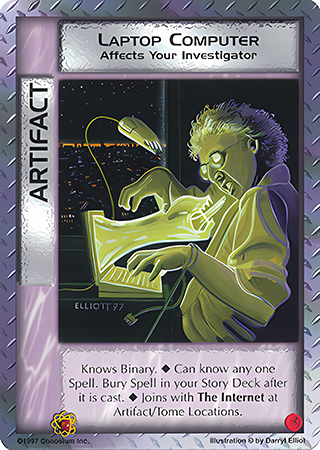 LAPTOP COMPUTER
Affects Your Investigator
ARTIFACT
ELLIOTT 97
Knows Binary. ◆ Can know any one
Spell. Bury Spell in your Story Deck after
it is cast. ◆ Joins with The Internet at
Artifact/Tome Locations.
©1997 Chaosium Inc.
Illustration © by Darryl Elliot